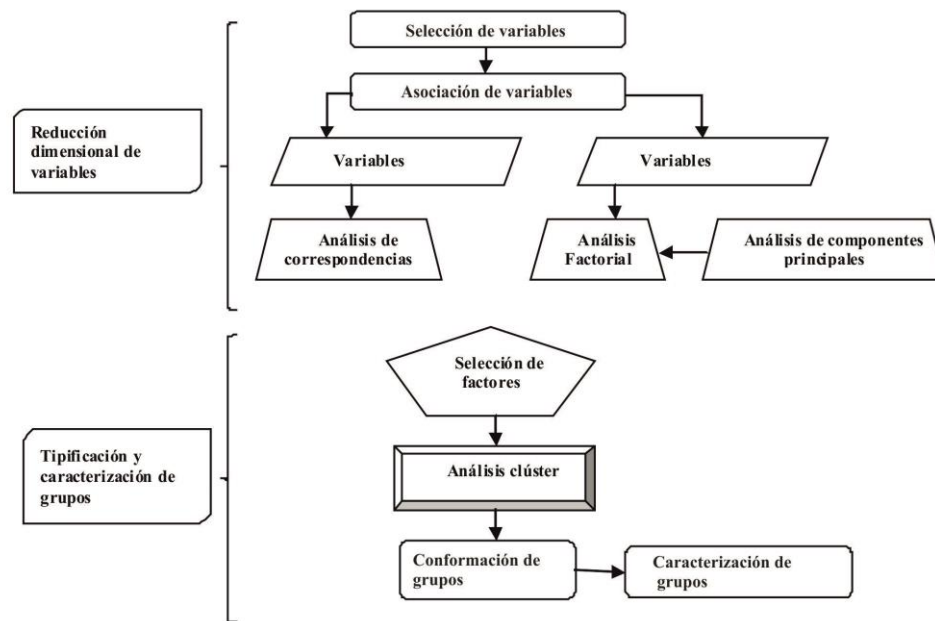 Selección de variables
Asociación de variables
Reducción
dimensional de
variables
Variables
Variables
Análisis de
correspondencias
Análisis
Factorial
Análisis de componentes
principales
Selección de
factores
Tipificación y
caracterización de
grupos
Análisis clúster
Conformación de
grupos
Caracterización de
grupos